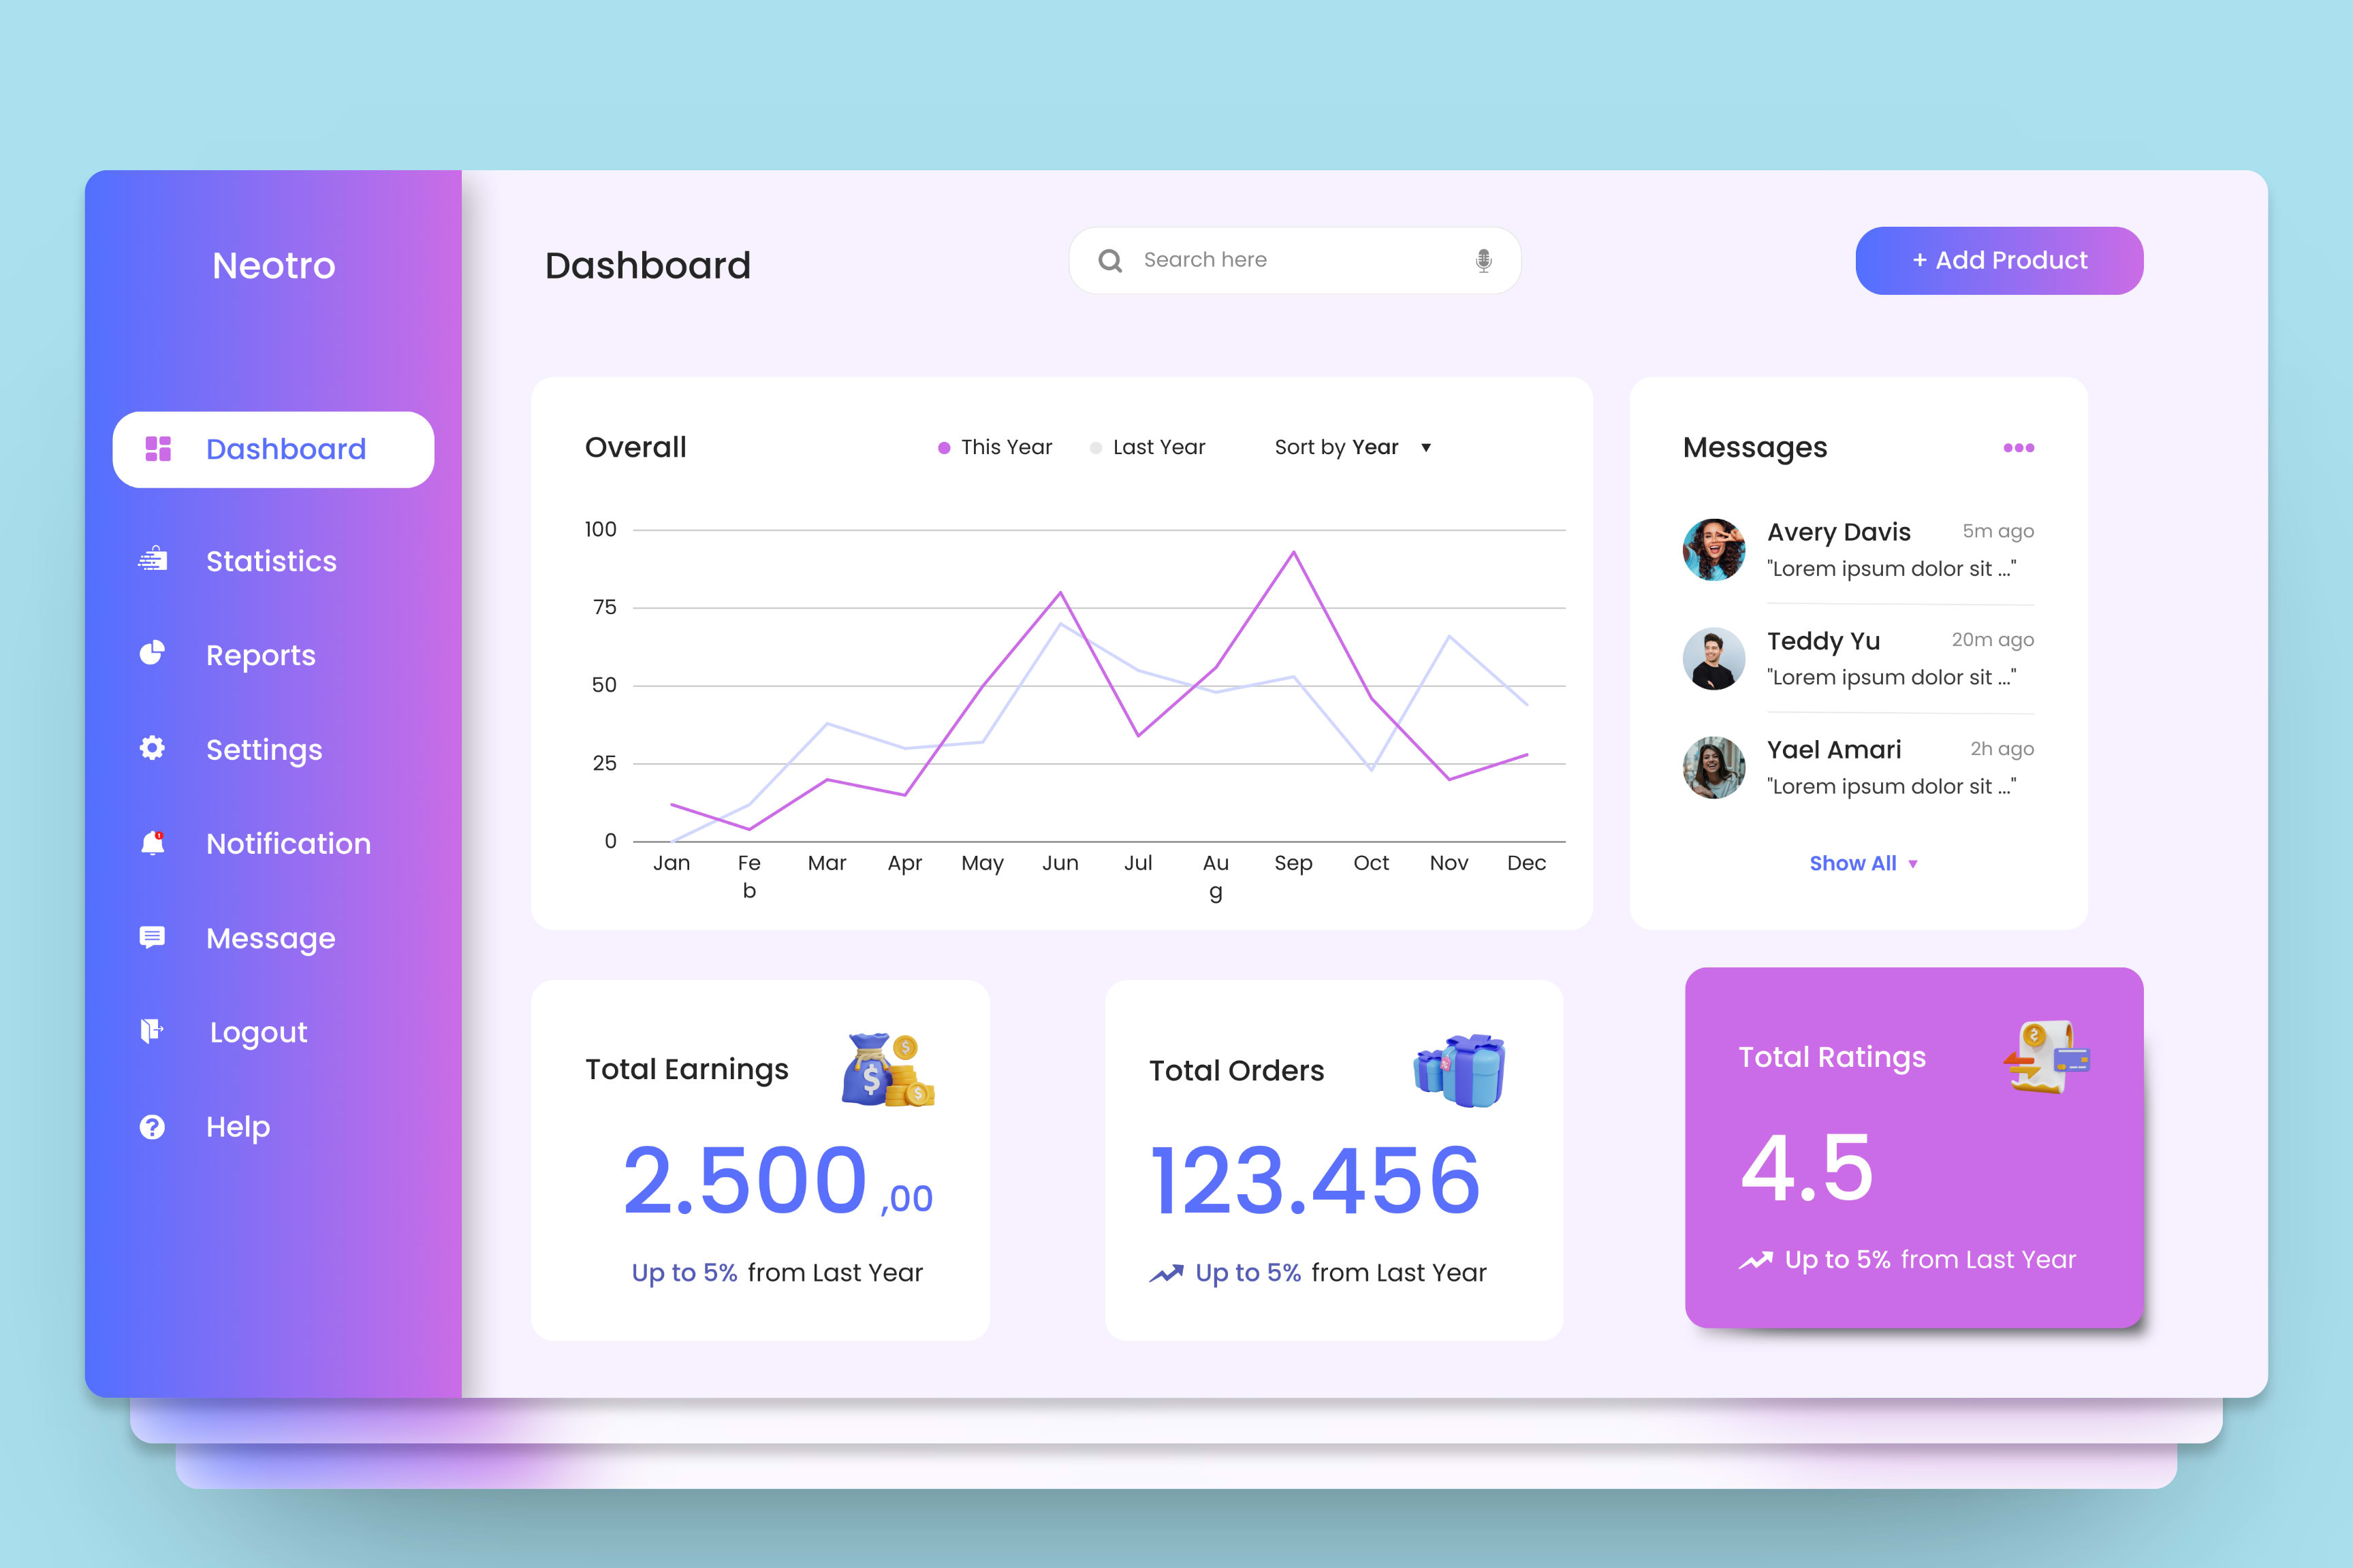 Neotro
Dashboard
Statistics
Reports
Settings
Notification
Message
Logout
Help
Dashboard
Search here
+ Add Product
Overall
This Year
Last Year
Sort by Year ▼
100
75
50
25
0
Jan Feb Mar Apr May Jun Jul Aug Sep Oct Nov Dec
Messages
Avery Davis 5m ago
"Lorem ipsum dolor sit ..."
Teddy Yu 20m ago
"Lorem ipsum dolor sit ..."
Yael Amari 2h ago
"Lorem ipsum dolor sit ..."
Show All ▼
Total Earnings
$
$
$
2.500 ,00
Up to 5% from Last Year
Total Orders
123.456
Up to 5% from Last Year
Total Ratings
4.5
Up to 5% from Last Year